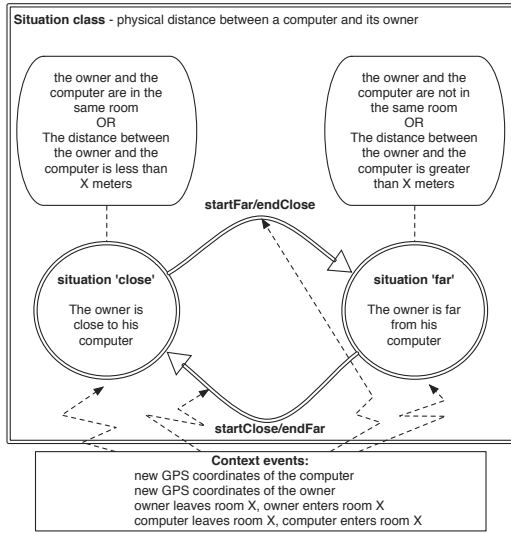 Situation class - physical distance between a computer and its owner
the owner and the
computer are in the
same room
OR
The distance between
the owner and the
computer is less than
X meters
the owner and the
computer are not in
the same room
OR
The distance between
the owner and the
computer is greater
than X meters
startFar/endClose
situation 'close'
The owner is
close to his
computer
situation 'far'
The owner is far
from his
computer
startClose/endFar
Context events:
new GPS coordinates of the computer
new GPS coordinates of the owner
owner leaves room X, owner enters room X
computer leaves room X, computer enters room X